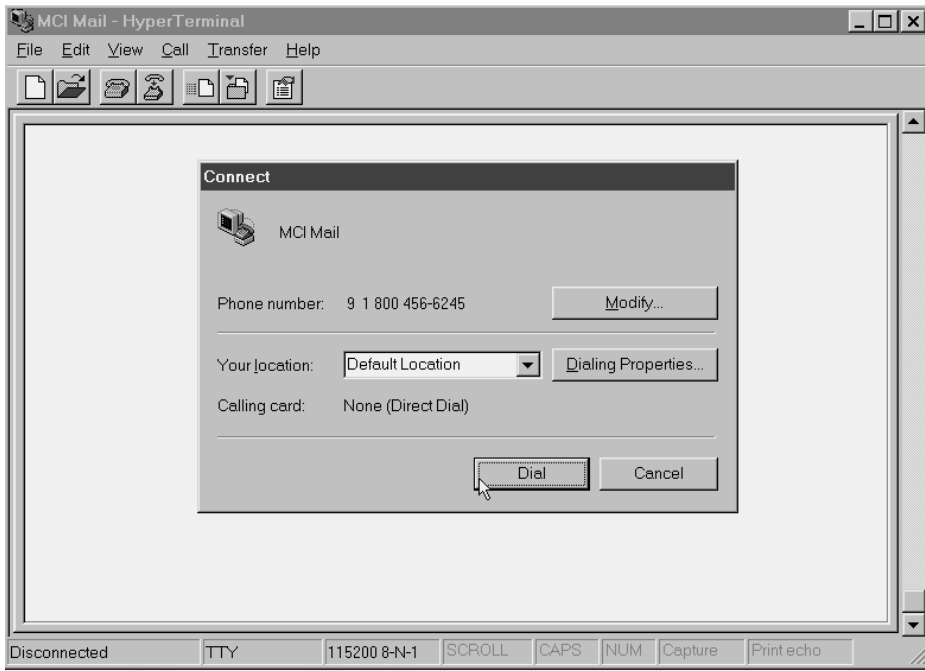 MCI Mail - HyperTerminal
File Edit View Call Transfer Help
Connect
MCI Mail
Phone number: 9 1 800 456-6245 Modify...
Your location: Default Location Dialing Properties...
Calling card: None (Direct Dial)
Dial Cancel
Disconnected TTY 115200 8-N-1 SCROLL CAPS NUM Capture Print echo